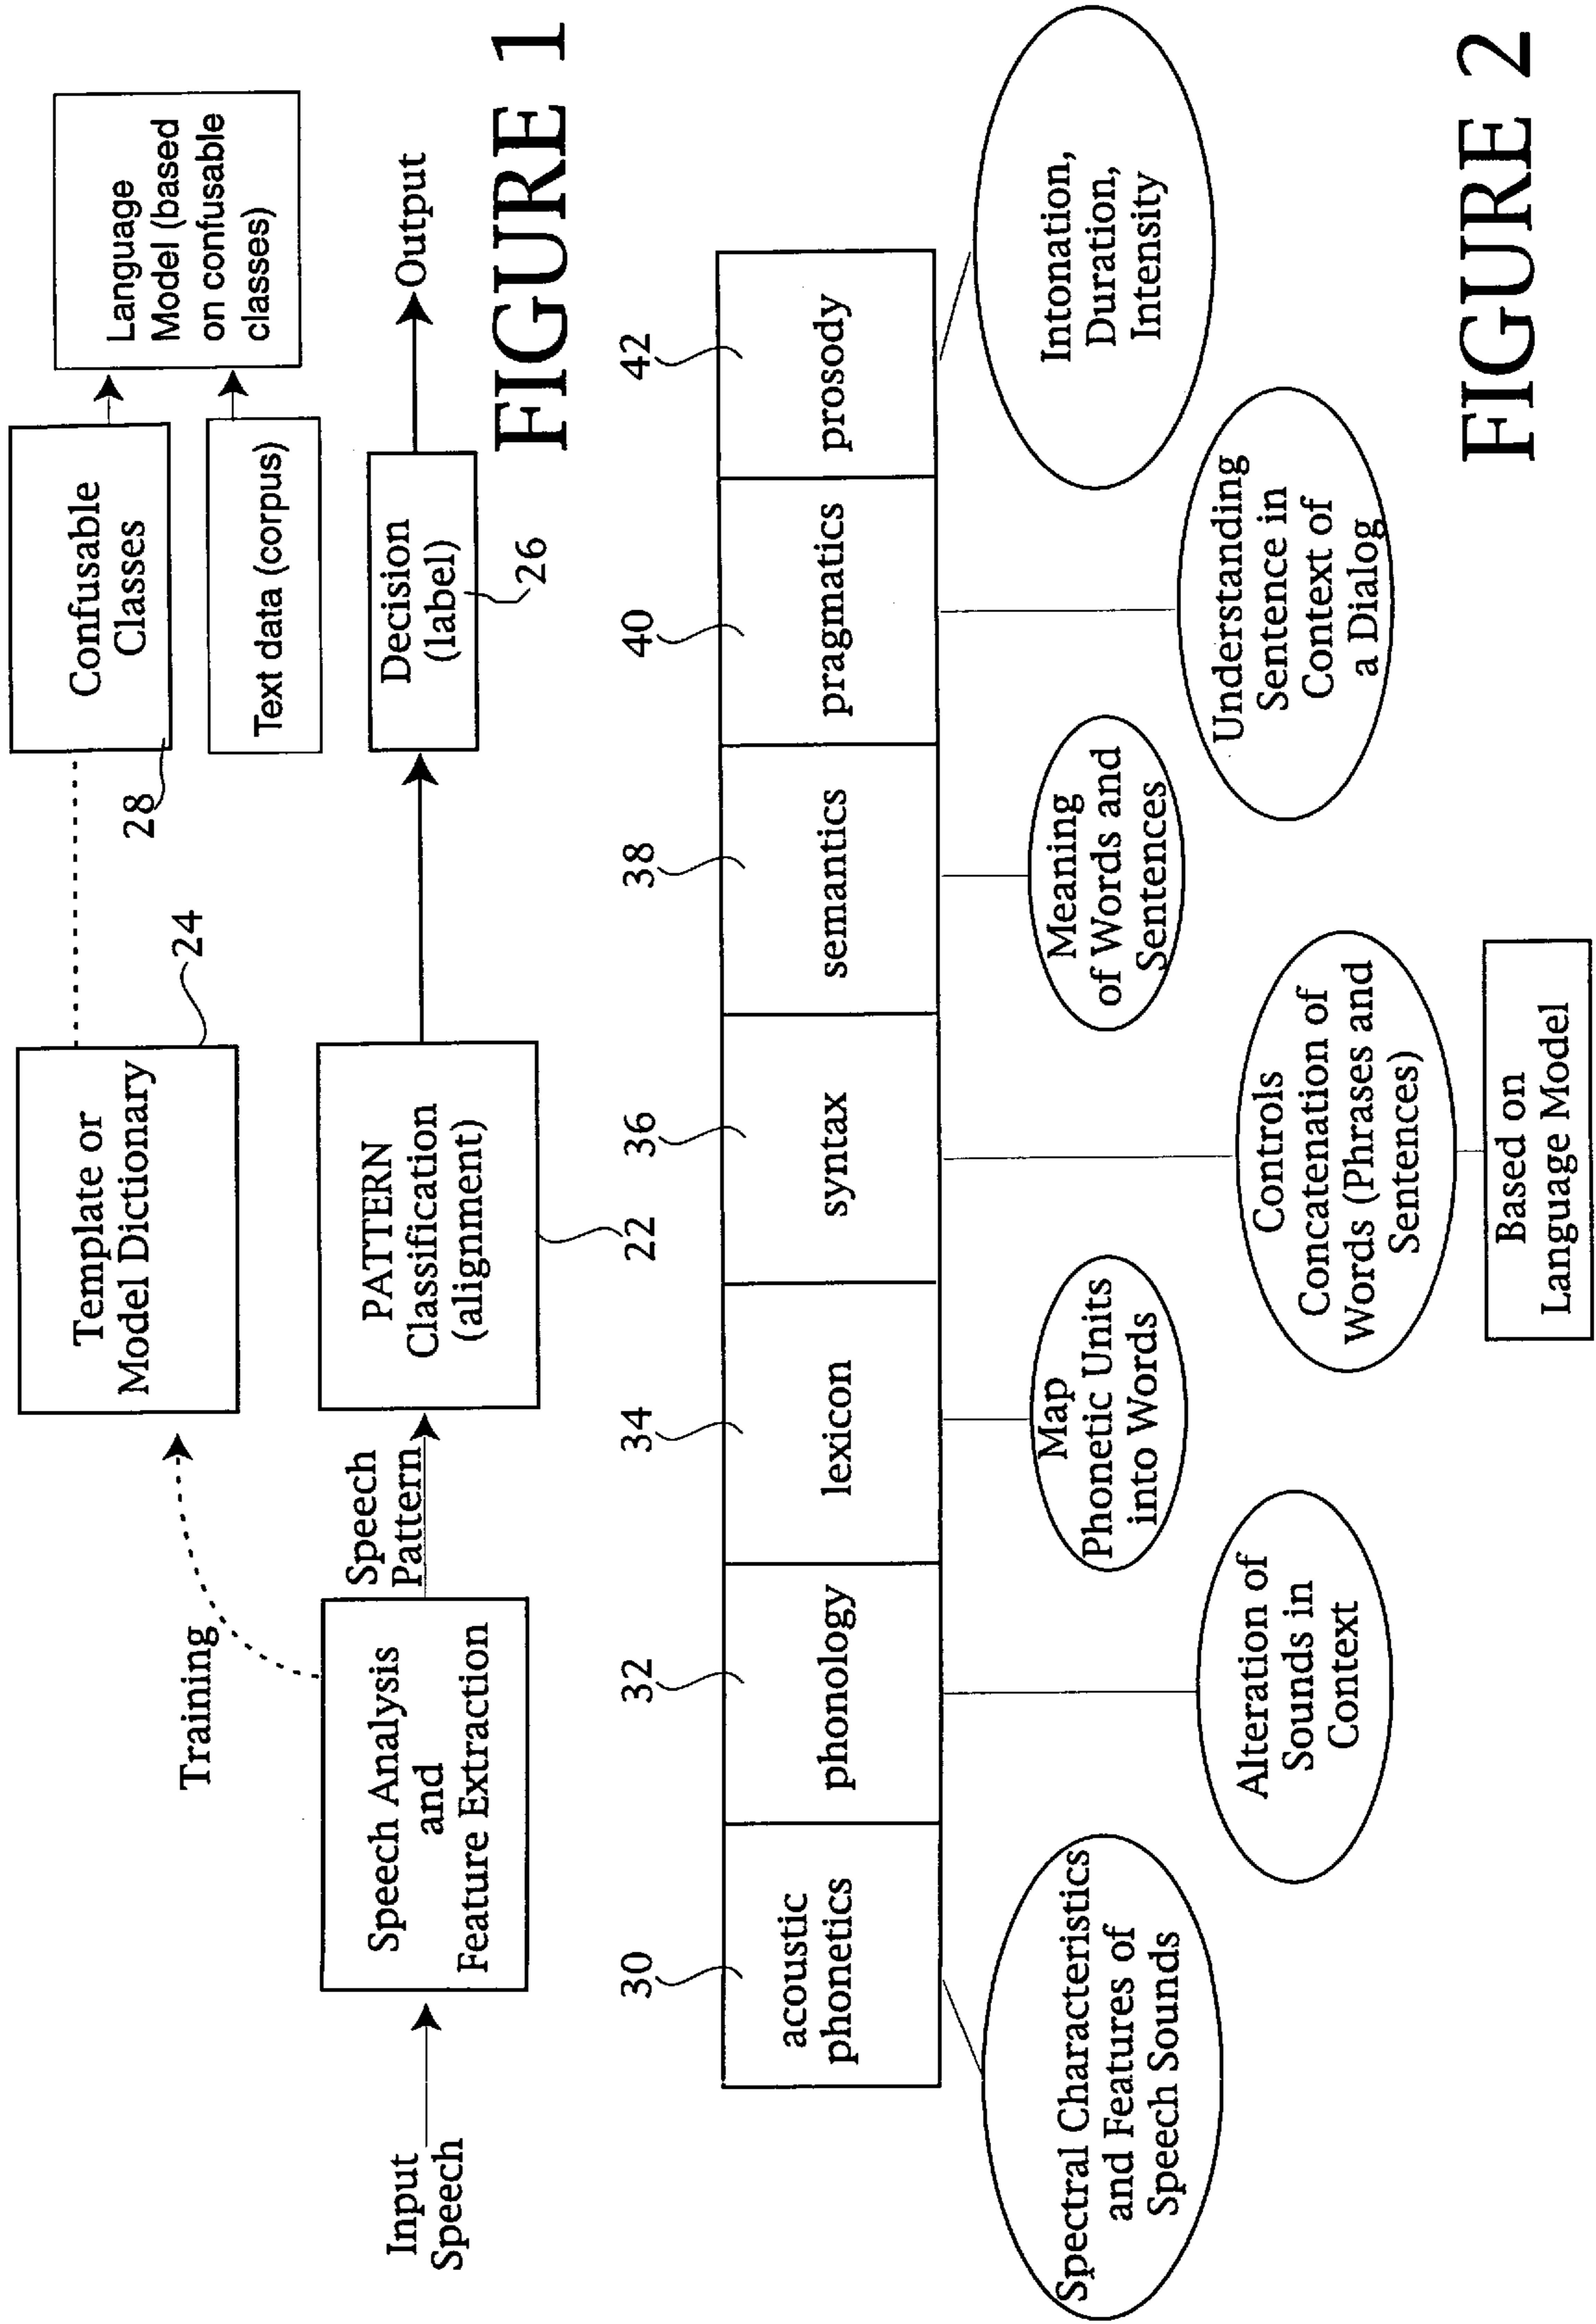 Training
Template or
Model Dictionary
24
28
Confusable
Classes
Language
Model (based
on confusable
classes)
Text data (corpus)
Input
Speech
Speech Analysis
and
Feature Extraction
Speech
Pattern
PATTERN
Classification
(alignment)
22
Decision
(label)
26
Output
FIGURE 1
30
32
34
36
38
40
42
acoustic
phonetics
phonology
lexicon
syntax
semantics
pragmatics
prosody
Spectral Characteristics
and Features of
Speech Sounds
Alteration of
Sounds in
Context
Map
Phonetic Units
into Words
Controls
Concatenation of
Words (Phrases and
Sentences)
Based on
Language Model
Meaning
of Words and
Sentences
Understanding
Sentence in
Context of
a Dialog
Intonation,
Duration,
Intensity
FIGURE 2